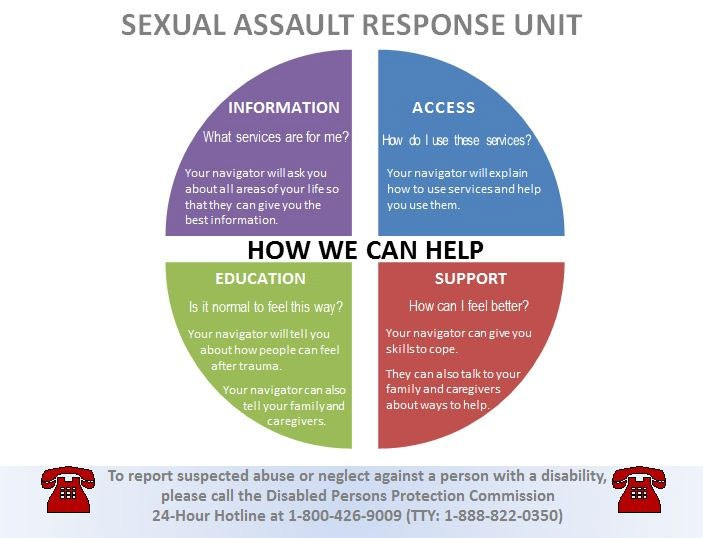 SEXUAL ASSAULT RESPONSE UNIT
INFORMATION
What services are for me?
Your navigator will ask you
about all areas of your life so
that they can give you the
best information.
ACCESS
How do I use these services?
Your navigator will explain
how to use services and help
you use them.
HOW WE CAN HELP
EDUCATION
Is it normal to feel this way?
Your navigator will tell you
about how people can feel
after trauma.
Your navigator can also
tell your family and
caregivers.
SUPPORT
How can I feel better?
Your navigator can give you
skills to cope.
They can also talk to your
family and caregivers
about ways to help.
To report suspected abuse or neglect against a person with a disability,
please call the Disabled Persons Protection Commission
24-Hour Hotline at 1-800-426-9009 (TTY: 1-888-822-0350)